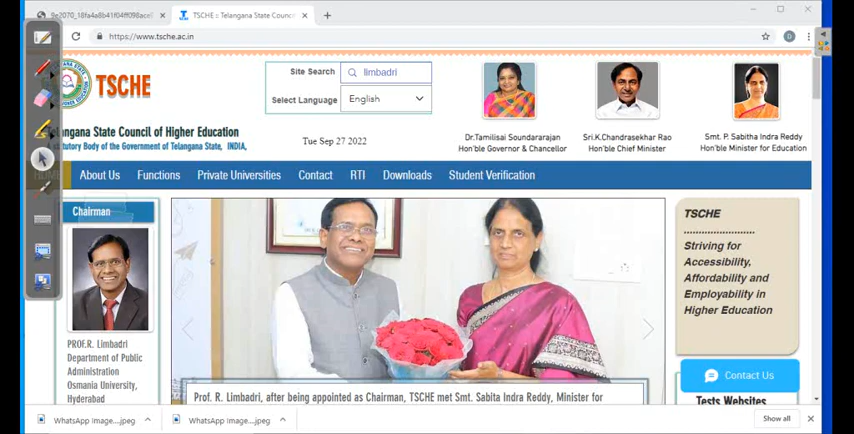 9e2070_18fa4a8b41f04ff098ace8
TSCHE :: Telangana State Counci
https://www.tsche.ac.in
TSCHE
Telangana State Council of Higher Education
A statutory Body of the Government of Telangana State, INDIA,
Site Search
limbadri
Select Language
English
Tue Sep 27 2022
Dr.Tamilisai Soundararajan
Hon'ble Governor & Chancellor
Sri.K.Chandrasekhar Rao
Hon'ble Chief Minister
Smt. P. Sabitha Indra Reddy
Hon'ble Minister for Education
HOME About Us Functions Private Universities Contact RTI Downloads Student Verification
Chairman
PROF.R. Limbadri
Department of Public
Administration
Osmania University,
Hyderabad
Prof. R. Limbadri, after being appointed as Chairman, TSCHE met Smt. Sabita Indra Reddy, Minister for
TSCHE
........................
Striving for
Accessibility,
Affordability and
Employability in
Higher Education
Contact Us
Tests Websites
WhatsApp Image....jpeg
WhatsApp Image....jpeg
Show all